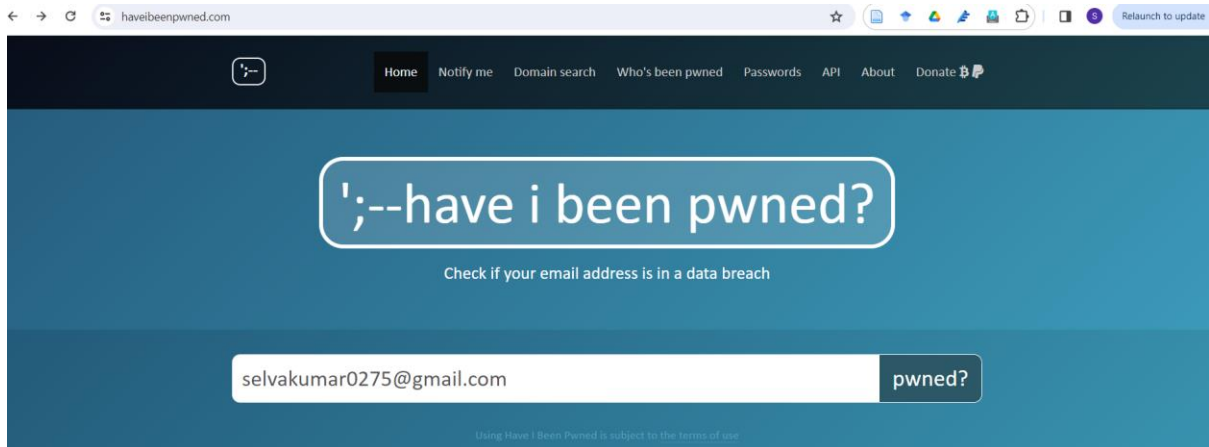 haveibeenpwned.com
S
Relaunch to update
';--
Home Notify me Domain search Who's been pwned Passwords API About Donate
';--have i been pwned?
Check if your email address is in a data breach
selvakumar0275@gmail.com pwned?
Using Have I Been Pwned is subject to the terms of use